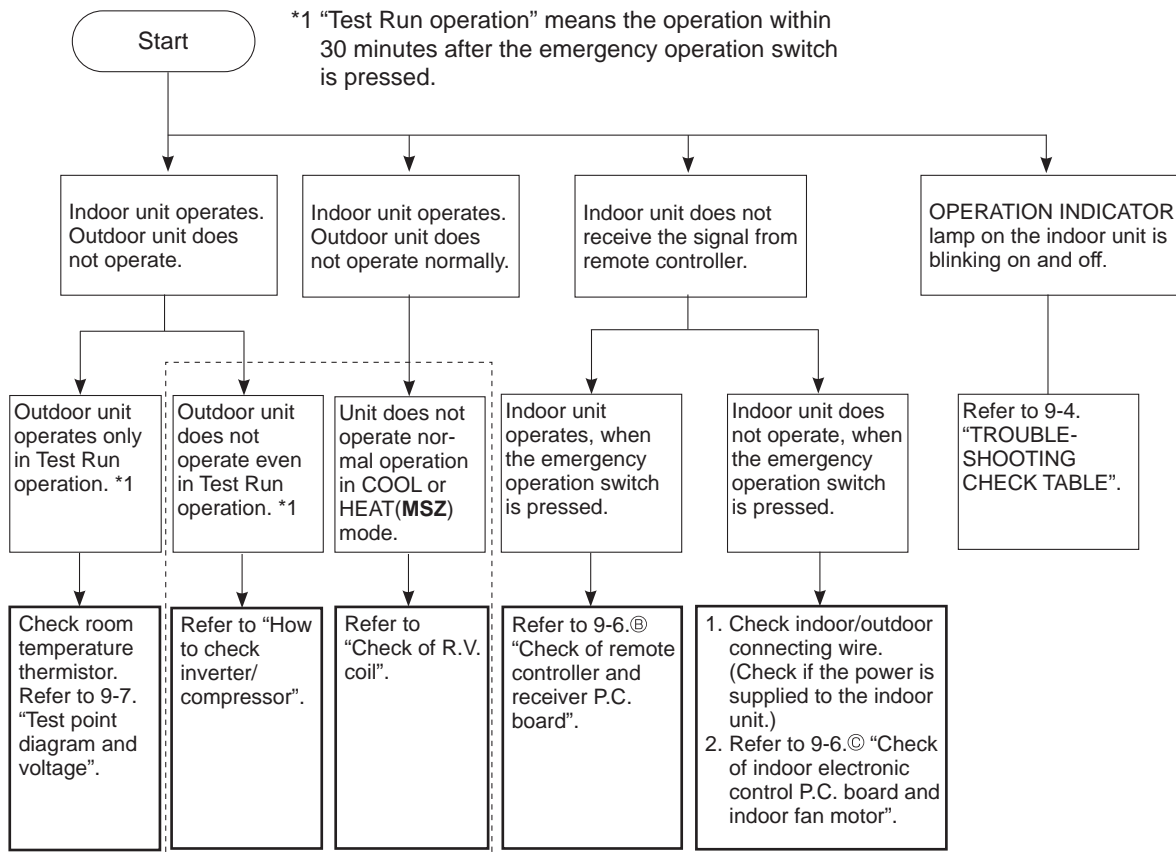 Start
*1 “Test Run operation” means the operation within
30 minutes after the emergency operation switch
is pressed.
Indoor unit operates.
Outdoor unit does
not operate.
Indoor unit operates.
Outdoor unit does
not operate normally.
Indoor unit does not
receive the signal from
remote controller.
OPERATION INDICATOR
lamp on the indoor unit is
blinking on and off.
Outdoor unit
operates only
in Test Run
operation. *1
Outdoor unit
does not
operate even
in Test Run
operation. *1
Unit does not
operate nor-
mal operation
in COOL or
HEAT(MSZ)
mode.
Indoor unit
operates, when
the emergency
operation switch
is pressed.
Indoor unit does
not operate, when
the emergency
operation switch
is pressed.
Refer to 9-4.
“TROUBLE-
SHOOTING
CHECK TABLE”.
Check room
temperature
thermistor.
Refer to 9-7.
“Test point
diagram and
voltage”.
Refer to “How
to check
inverter/
compressor”.
Refer to
“Check of R.V.
coil”.
Refer to 9-6.Ⓑ
“Check of remote
controller and
receiver P.C.
board”.
1. Check indoor/outdoor
connecting wire.
(Check if the power is
supplied to the indoor
unit.)
2. Refer to 9-6.Ⓒ “Check
of indoor electronic
control P.C. board and
indoor fan motor”.